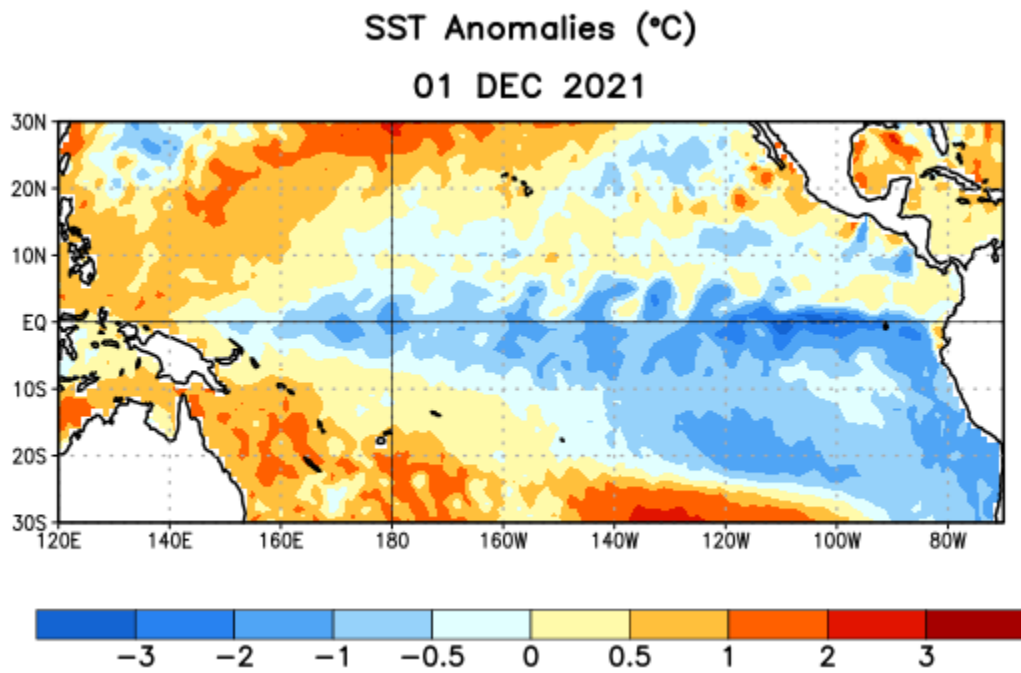 SST Anomalies (°C)
01 DEC 2021
30N
20N
10N
EQ
10S
20S
30S
120E 140E 160E 180 160W 140W 120W 100W 80W
−3 −2 −1 −0.5 0 0.5 1 2 3